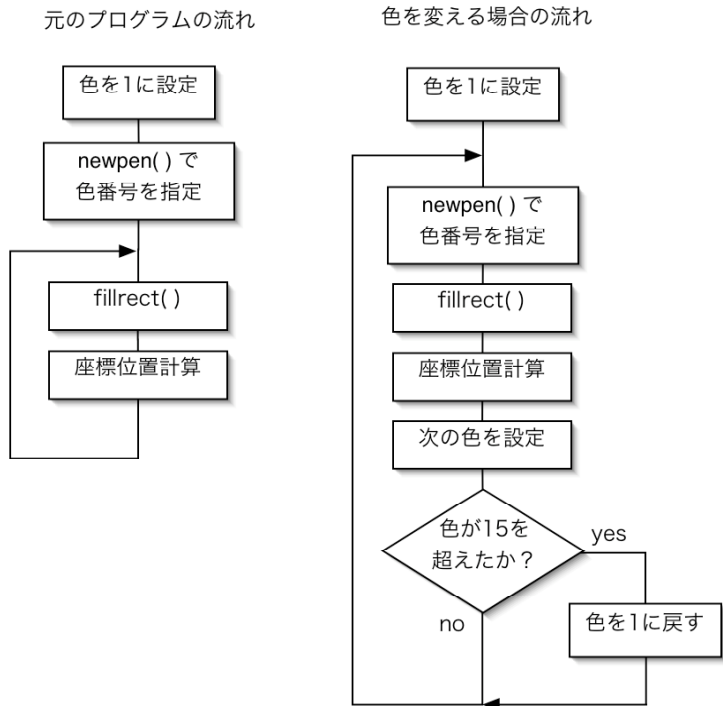 元のプログラムの流れ
色を1に設定
newpen( ) で
色番号を指定
fillrect( )
座標位置計算
色を変える場合の流れ
色を1に設定
newpen( ) で
色番号を指定
fillrect( )
座標位置計算
次の色を設定
色が15を
超えたか？
yes
no
色を1に戻す